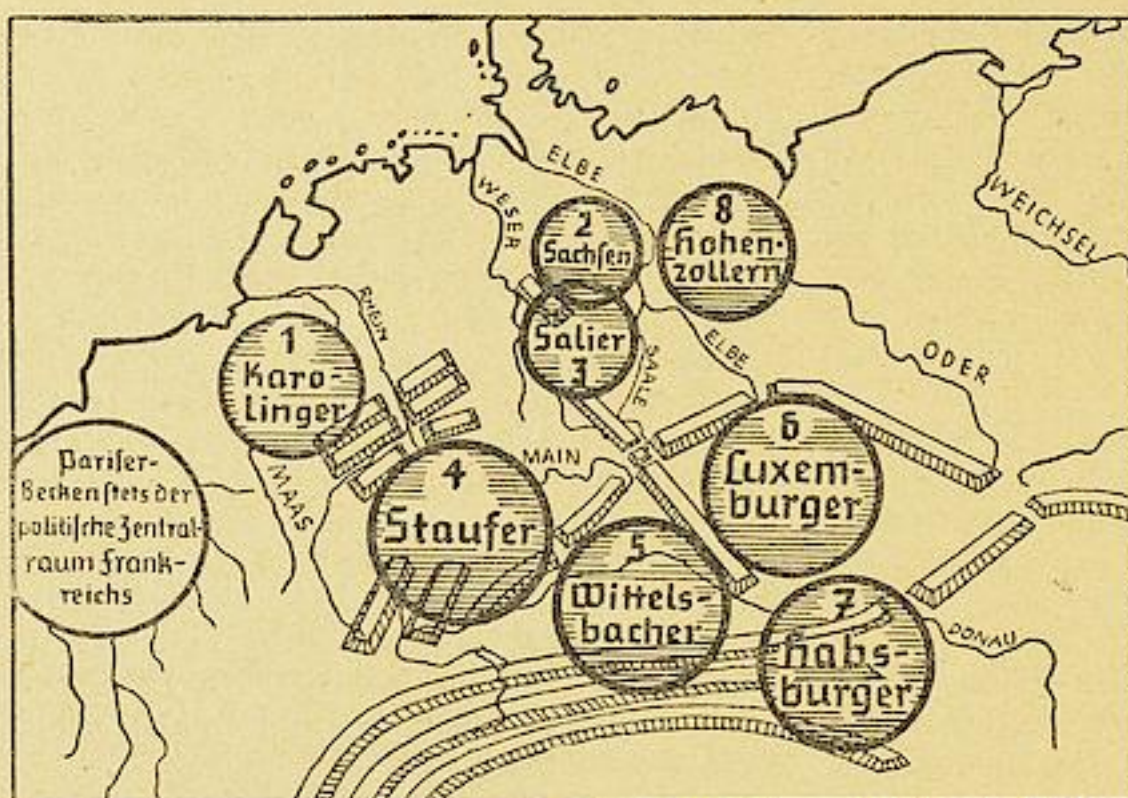 ELBE
WESER
2
Sachsen
8
Hohen-
zollern
WEICHSEL
RHEIN
1
Karo-
linger
Salier
3
SAALE
ELBE
ODER
Pariser-
Becken stets der
politische Zentral-
raum Frank-
reichs
MAAS
4
Staufer
MAIN
6
Luxem-
burger
5
Wittels-
bacher
7
Habs-
burger
DONAU